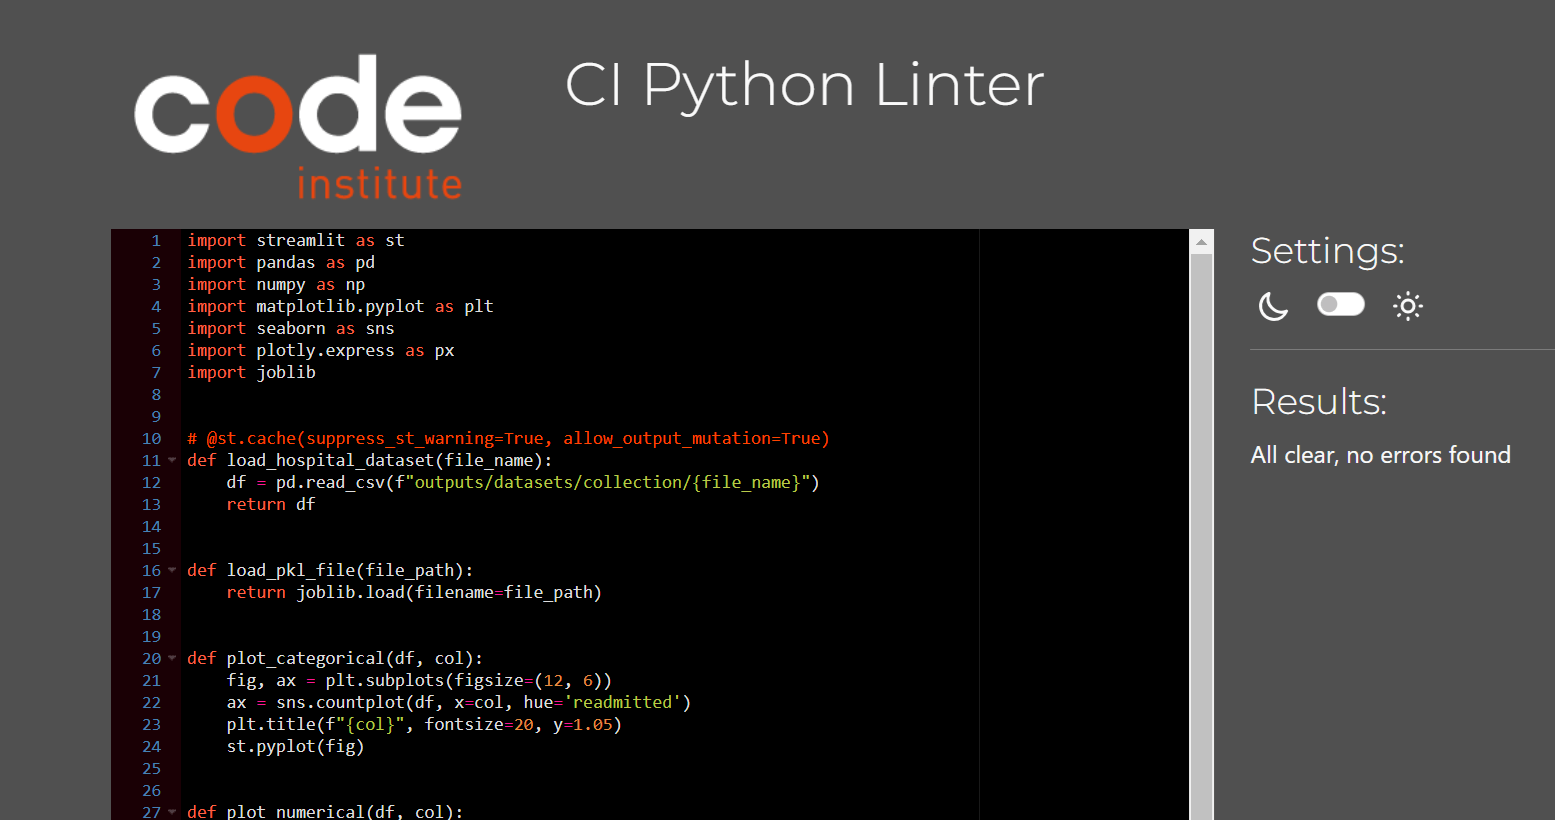 code
institute
CI Python Linter
1 import streamlit as st
2 import pandas as pd
3 import numpy as np
4 import matplotlib.pyplot as plt
5 import seaborn as sns
6 import plotly.express as px
7 import joblib
8
9
10 # @st.cache(suppress_st_warning=True, allow_output_mutation=True)
11 def load_hospital_dataset(file_name):
12     df = pd.read_csv(f"outputs/datasets/collection/{file_name}")
13     return df
14
15
16 def load_pkl_file(file_path):
17     return joblib.load(filename=file_path)
18
19
20 def plot_categorical(df, col):
21     fig, ax = plt.subplots(figsize=(12, 6))
22     ax = sns.countplot(df, x=col, hue='readmitted')
23     plt.title(f"{col}", fontsize=20, y=1.05)
24     st.pyplot(fig)
25
26
27 def plot_numerical(df, col):
Settings:
Results:
All clear, no errors found